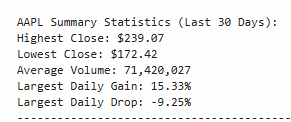 AAPL Summary Statistics (Last 30 Days):
Highest Close: $239.07
Lowest Close: $172.42
Average Volume: 71,420,027
Largest Daily Gain: 15.33%
Largest Daily Drop: -9.25%
----------------------------------------